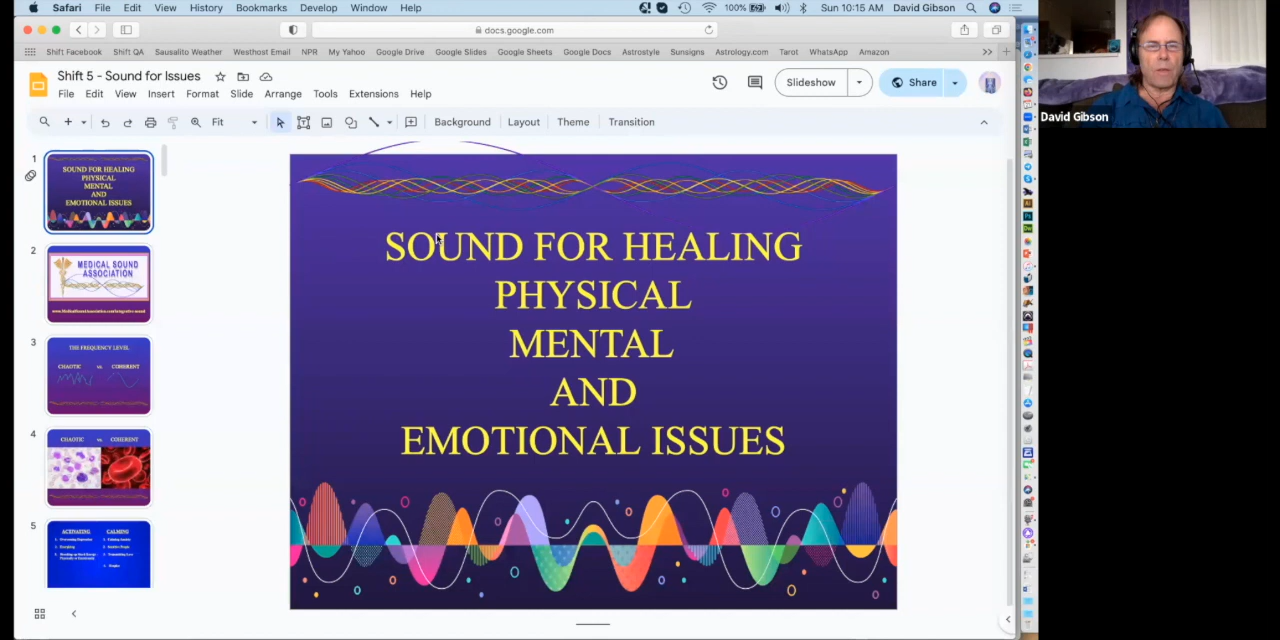 Safari File Edit View History Bookmarks Develop Window Help
100% Sun 10:15 AM David Gibson
docs.google.com
Shift Facebook Shift QA Sausalito Weather Westhost Email NPR My Yahoo Google Drive Google Slides Google Sheets Google Docs Astrostyle Sunsigns Astrology.com Tarot WhatsApp Amazon
David Gibson
Shift 5 - Sound for Issues
Slideshow
Share
File Edit View Insert Format Slide Arrange Tools Extensions Help
Fit
Background Layout Theme Transition
1
SOUND FOR HEALING
PHYSICAL
MENTAL
AND
EMOTIONAL ISSUES
2
MEDICAL SOUND
ASSOCIATION
3
THE FREQUENCY LEVEL
CHAOTIC vs. COHERENT
4
CHAOTIC vs. COHERENT
5
CALMING
SOUND FOR HEALING
PHYSICAL
MENTAL
AND
EMOTIONAL ISSUES